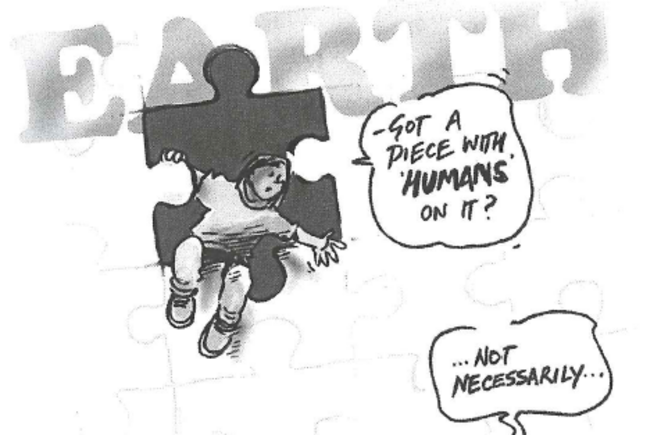 EARTH
-GOT A
PIECE WITH
'HUMANS'
ON IT?
...NOT
NECESSARILY...